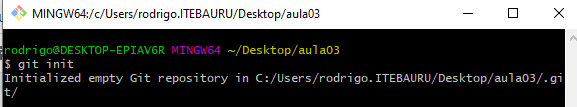 MINGW64:/c/Users/rodrigo.ITEBAURU/Desktop/aula03
rodrigo@DESKTOP-EPIAV6R MINGW64 ~/Desktop/aula03
$ git init
Initialized empty Git repository in C:/Users/rodrigo.ITEBAURU/Desktop/aula03/.gi
t/